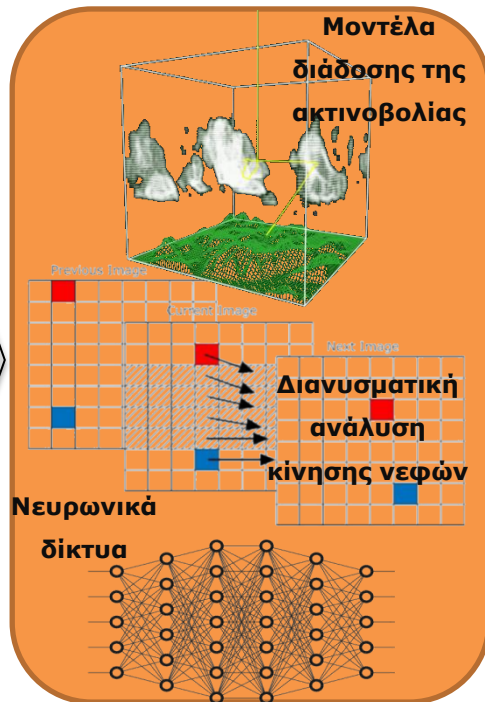 Μοντέλα
διάδοσης της
ακτινοβολίας
Previous Image
Current Image
Next Image
Διανυσματική
ανάλυση
κίνησης νεφών
Νευρωνικά
δίκτυα